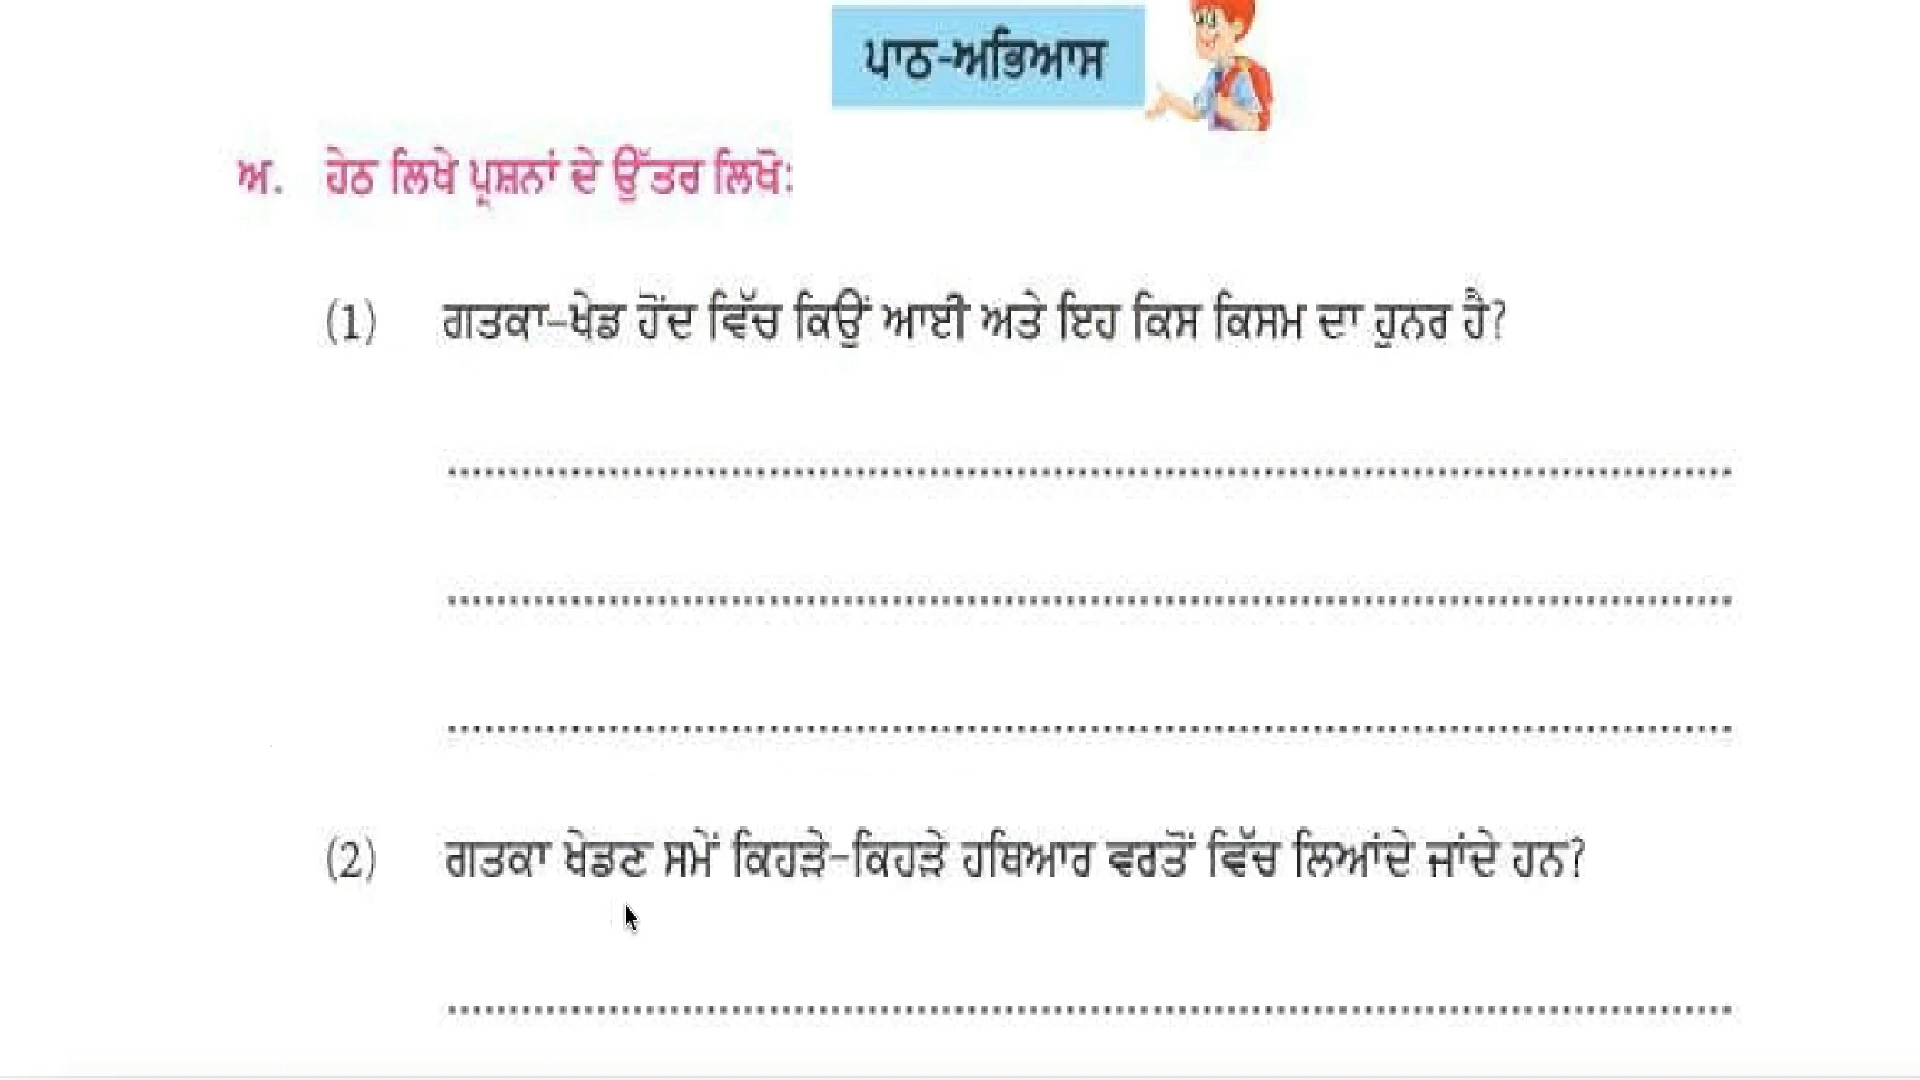 ਪਾਠ-ਅਭਿਆਸ
ਅ. ਹੇਠ ਲਿਖੇ ਪ੍ਰਸ਼ਨਾਂ ਦੇ ਉੱਤਰ ਲਿਖੋ:
(1) ਗਤਕਾ-ਖੇਡ ਹੋਂਦ ਵਿੱਚ ਕਿਉਂ ਆਈ ਅਤੇ ਇਹ ਕਿਸ ਕਿਸਮ ਦਾ ਹੁਨਰ ਹੈ?
(2) ਗਤਕਾ ਖੇਡਣ ਸਮੇਂ ਕਿਹੜੇ-ਕਿਹੜੇ ਹਥਿਆਰ ਵਰਤੋਂ ਵਿੱਚ ਲਿਆਂਦੇ ਜਾਂਦੇ ਹਨ?